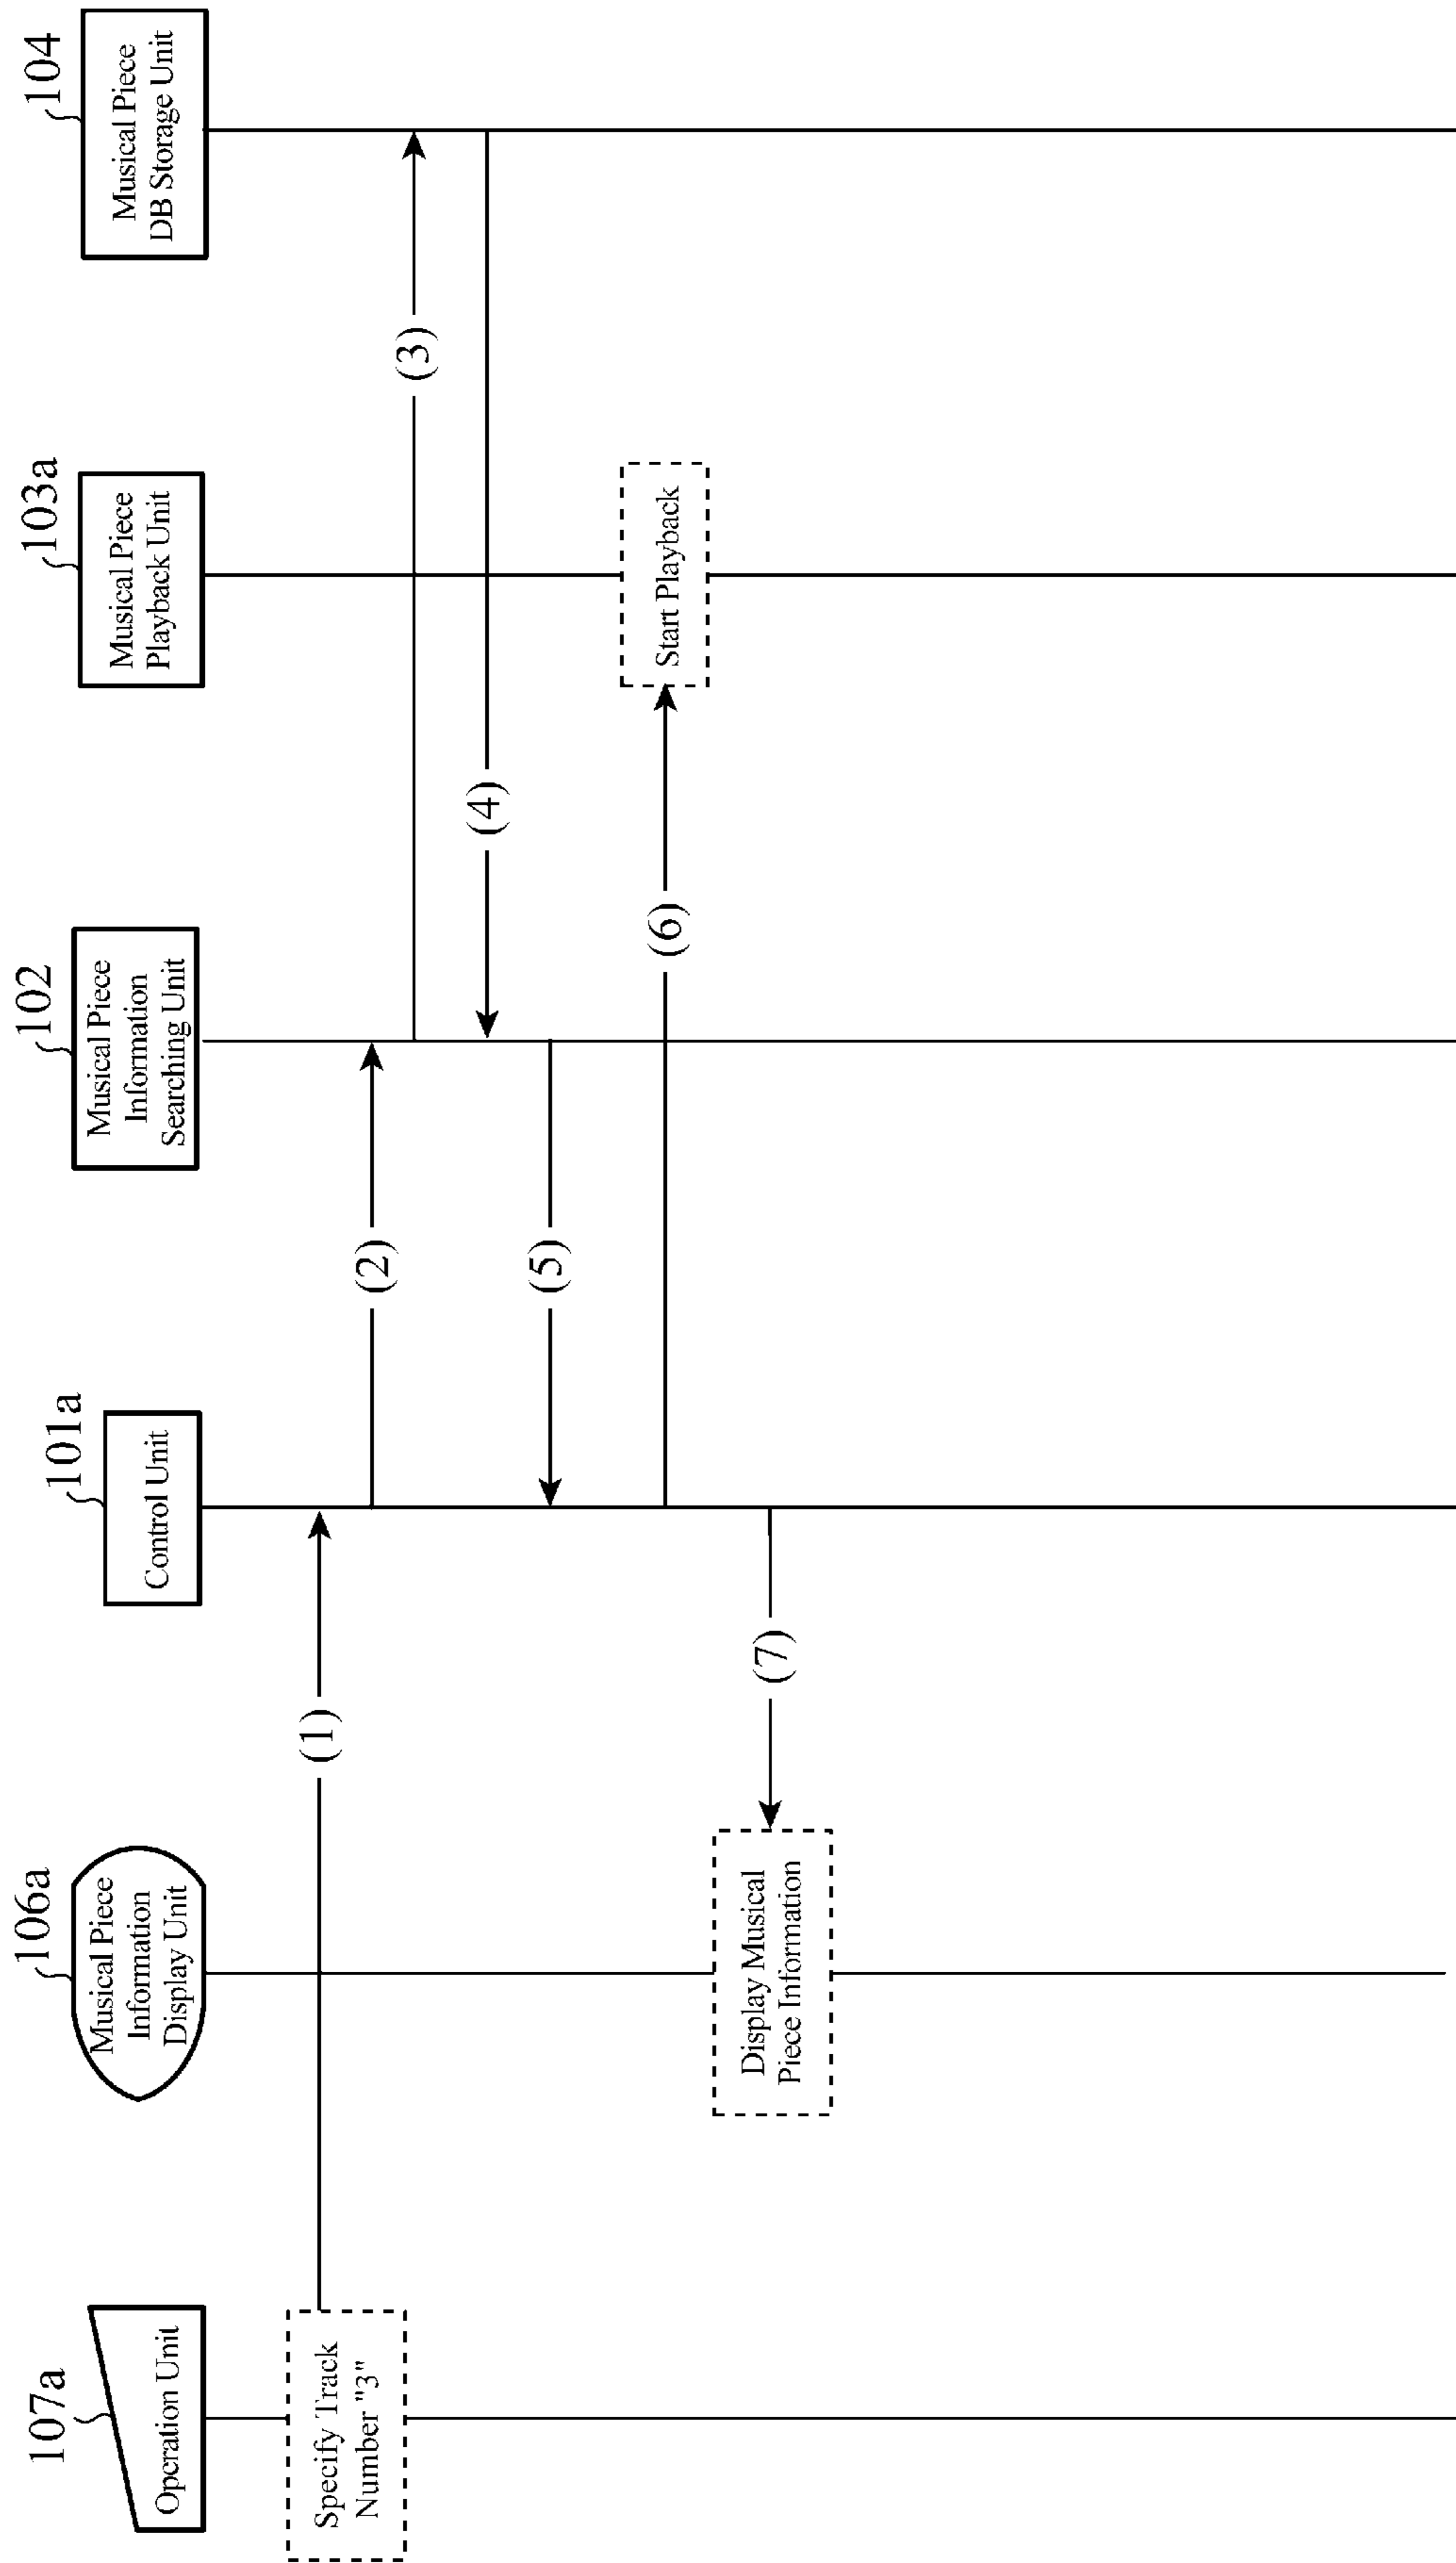 107a
Operation Unit
106a
Musical Piece
Information
Display Unit
101a
Control Unit
102
Musical Piece
Information
Searching Unit
103a
Musical Piece
Playback Unit
104
Musical Piece
DB Storage Unit
Specify Track
Number "3"
(1)
(2)
(3)
(4)
(5)
(6)
Start Playback
(7)
Display Musical
Piece Information